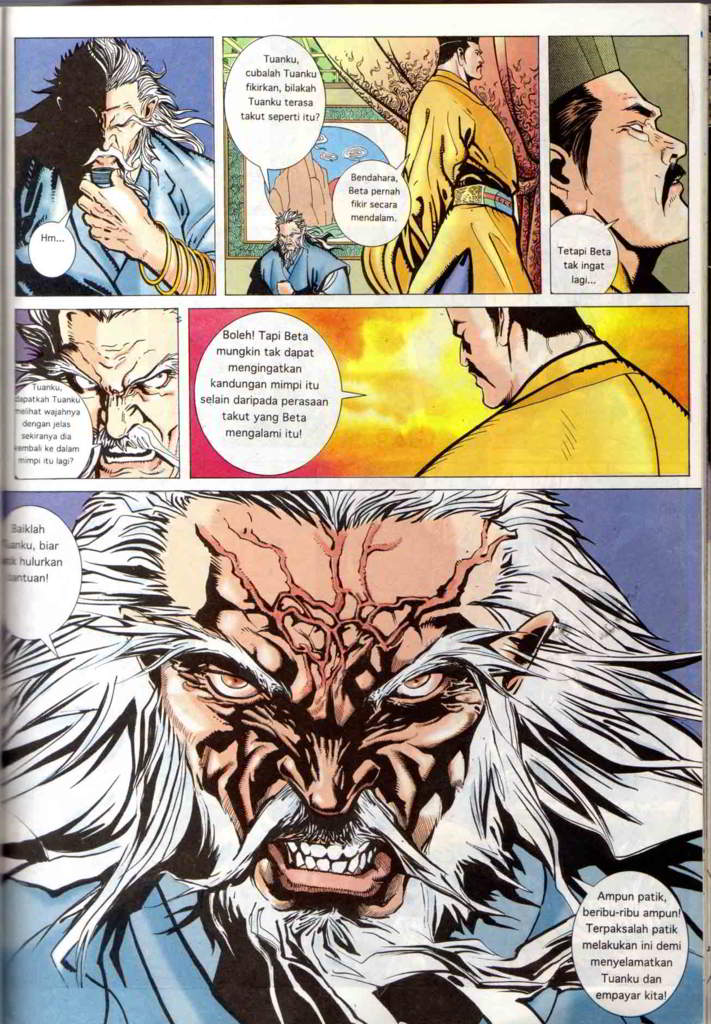 Hm...
Tuanku,
cubalah Tuanku
fikirkan, bilakah
Tuanku terasa
takut seperti itu?
Bendahara,
Beta pernah
fikir secara
mendalam.
Tetapi Beta
tak ingat
lagi...
Tuanku,
dapatkah Tuanku
melihat wajahnya
dengan jelas
sekiranya dia
kembali ke dalam
mimpi itu lagi?
Boleh! Tapi Beta
mungkin tak dapat
mengingatkan
kandungan mimpi itu
selain daripada perasaan
takut yang Beta
mengalami itu!
Baiklah
Tuanku, biar
hulurkan
bantuan!
Ampun patik,
beribu-ribu ampun!
Terpaksalah patik
melakukan ini demi
menyelamatkan
Tuanku dan
empayar kita!